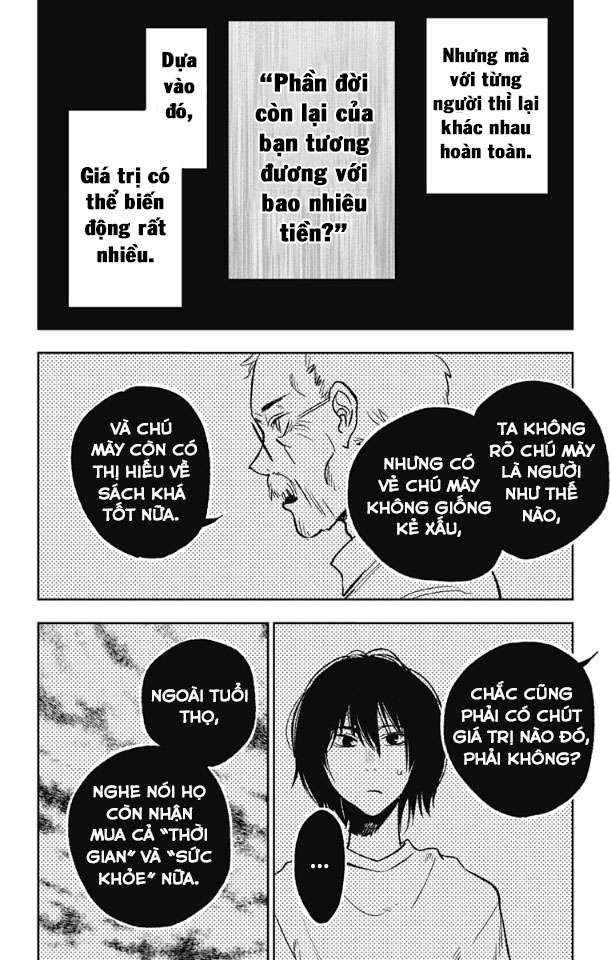 Nhưng mà
với từng
người thì lại
khác nhau
hoàn toàn.
“Phần đời
còn lại của
bạn tương
đương với
bao nhiêu
tiền?”
Dựa
vào
đó,
Giá trị có
thể biến
động rất
nhiều.
TA KHÔNG
RÕ CHÚ MÀY
LÀ NGƯỜI
NHƯ THẾ
NÀO,
NHƯNG CÓ
VẺ CHÚ MÀY
KHÔNG GIỐNG
KẺ XẤU,
VÀ CHÚ
MÀY CÒN CÓ
THỊ HIẾU VỀ
SÁCH KHÁ
TỐT NỮA.
CHẮC CŨNG
PHẢI CÓ CHÚT
GIÁ TRỊ NÀO ĐÓ,
PHẢI KHÔNG?
...
NGOÀI TUỔI
THỌ,
NGHE NÓI HỌ
CÒN NHẬN
MUA CẢ "THỜI
GIAN" VÀ "SỨC
KHỎE" NỮA.